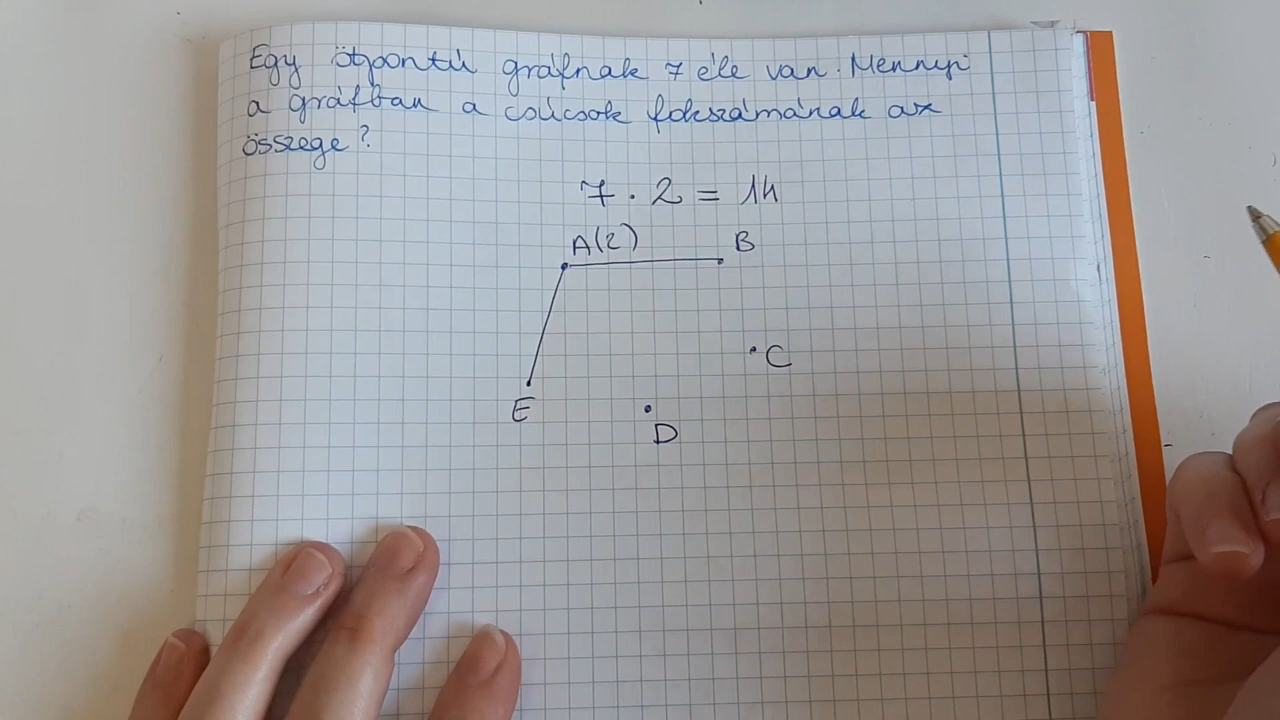 Egy ötpontú gráfnak 7 éle van. Mennyi
a gráfban a csúcsok fokszámának az
összege?
7 · 2 = 14
A(2) B
C
E
D